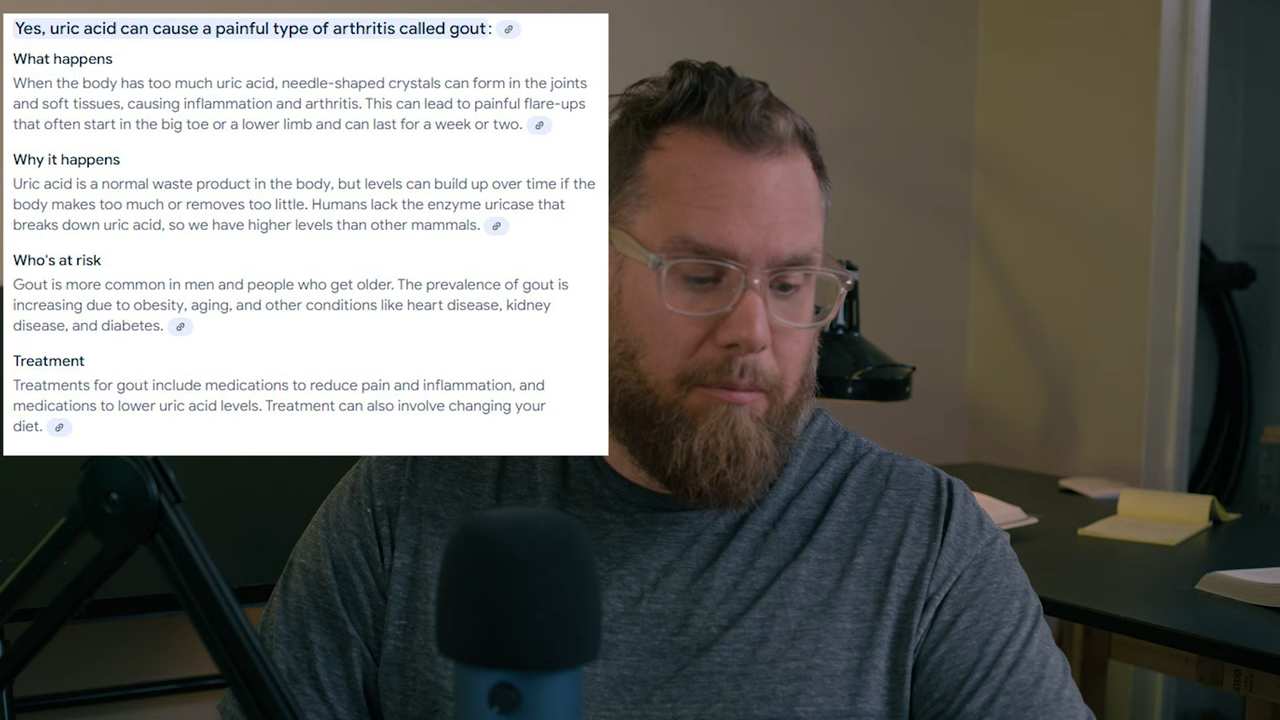 Yes, uric acid can cause a painful type of arthritis called gout:
What happens
When the body has too much uric acid, needle-shaped crystals can form in the joints
and soft tissues, causing inflammation and arthritis. This can lead to painful flare-ups
that often start in the big toe or a lower limb and can last for a week or two.
Why it happens
Uric acid is a normal waste product in the body, but levels can build up over time if the
body makes too much or removes too little. Humans lack the enzyme uricase that
breaks down uric acid, so we have higher levels than other mammals.
Who's at risk
Gout is more common in men and people who get older. The prevalence of gout is
increasing due to obesity, aging, and other conditions like heart disease, kidney
disease, and diabetes.
Treatment
Treatments for gout include medications to reduce pain and inflammation, and
medications to lower uric acid levels. Treatment can also involve changing your
diet.